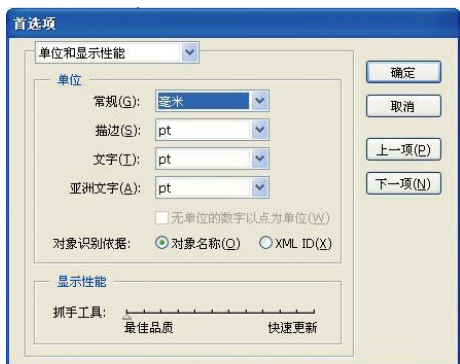 首选项
单位和显示性能
确定
取消
上一项(P)
下一项(N)
单位
常规(G): 毫米
描边(S): pt
文字(T): pt
亚洲文字(A): pt
无单位的数字以点为单位(W)
对象识别依据: 对象名称(O) XML ID(X)
显示性能
抓手工具:
最佳品质 快速更新